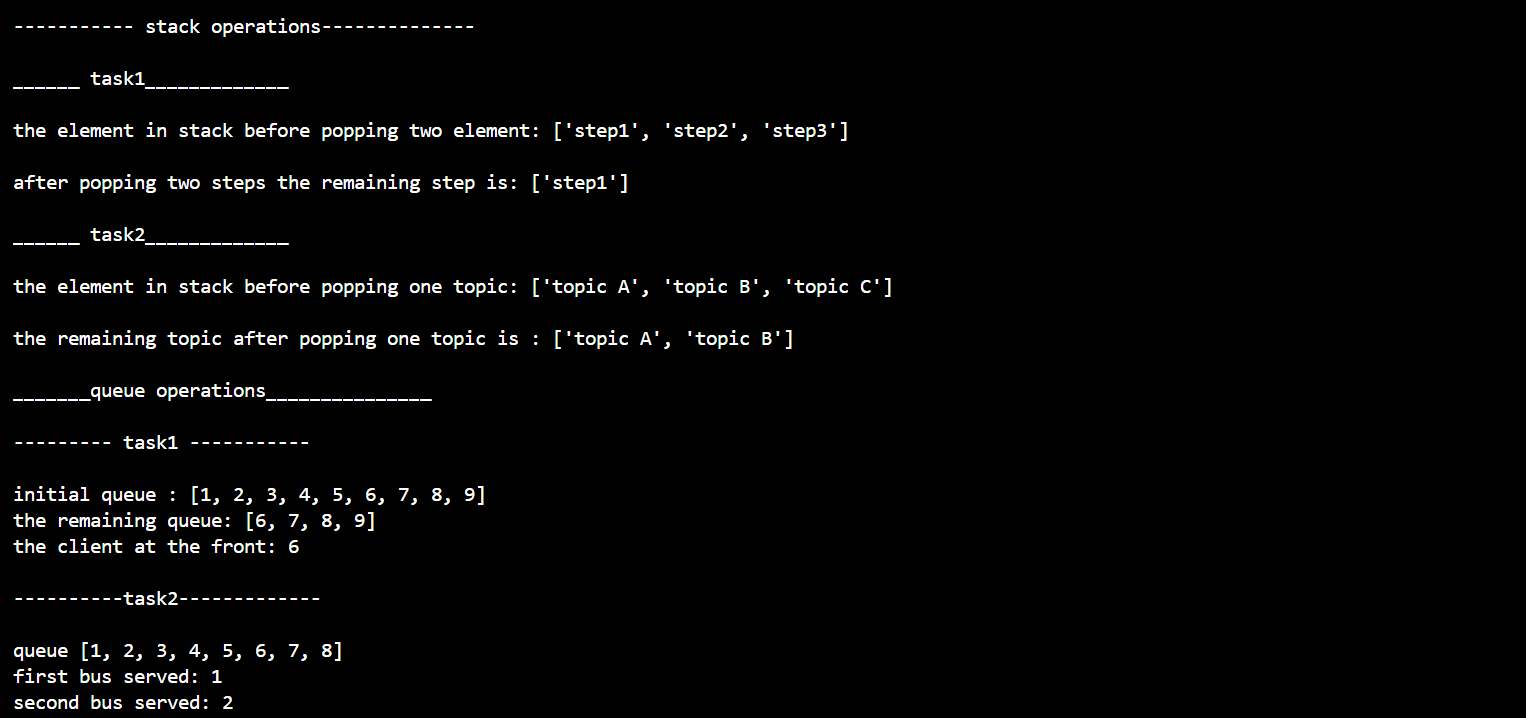 ----------- stack operations--------------
______ task1_____________
the element in stack before popping two element: ['step1', 'step2', 'step3']
after popping two steps the remaining step is: ['step1']
______ task2_____________
the element in stack before popping one topic: ['topic A', 'topic B', 'topic C']
the remaining topic after popping one topic is : ['topic A', 'topic B']
_______queue operations_______________
--------- task1 -----------
initial queue : [1, 2, 3, 4, 5, 6, 7, 8, 9]
the remaining queue: [6, 7, 8, 9]
the client at the front: 6
----------task2-------------
queue [1, 2, 3, 4, 5, 6, 7, 8]
first bus served: 1
second bus served: 2